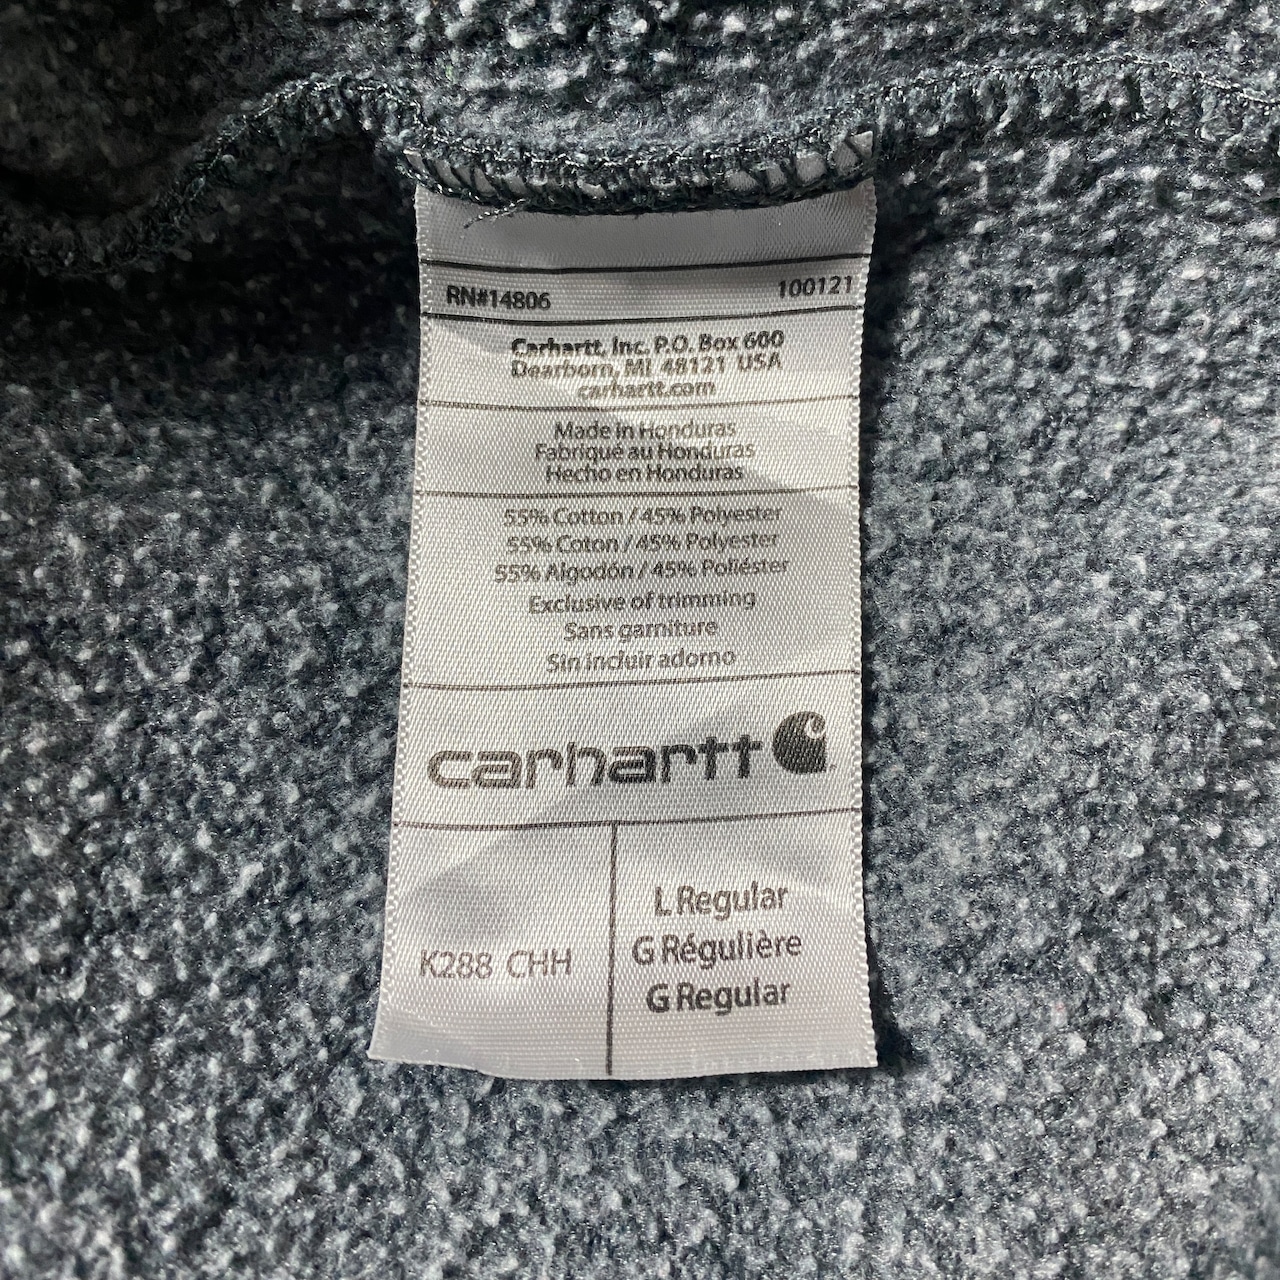 RN#14806 100121
Carhartt, Inc. P.O. Box 600
Dearborn, MI 48121 USA
carhartt.com
Made in Honduras
Fabriqué au Honduras
Hecho en Honduras
55% Cotton / 45% Polyester
55% Coton / 45% Polyester
55% Algodón / 45% Poliéster
Exclusive of trimming
Sans garniture
Sin incluir adorno
carhartt
K288 CHH
L Regular
G Régulière
G Regular